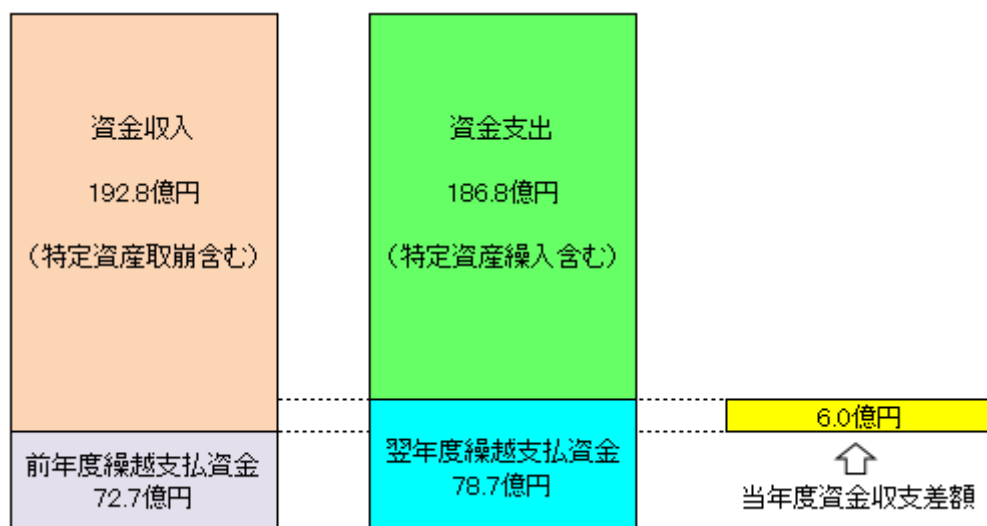 資金収入
192.8億円
（特定資産取崩含む）
前年度繰越支払資金
72.7億円
資金支出
186.8億円
（特定資産繰入含む）
翌年度繰越支払資金
78.7億円
6.0億円
当年度資金収支差額